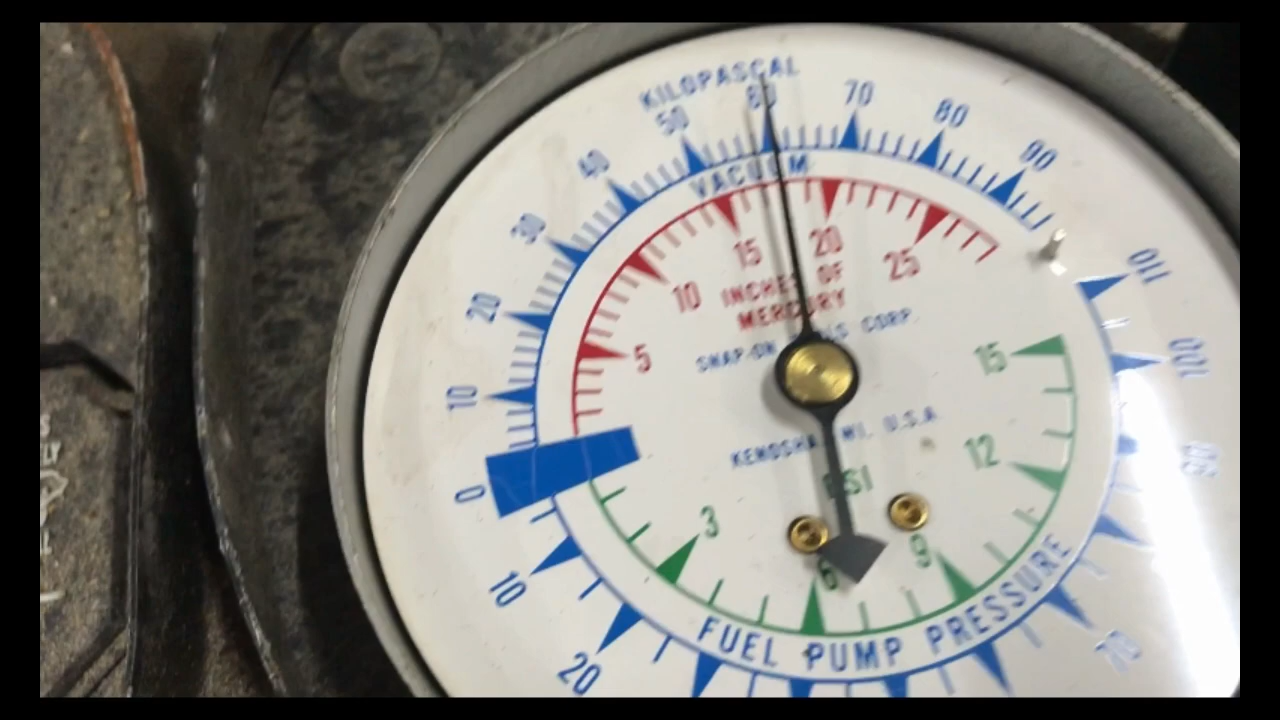 KILOPASCAL
50 60 70 80 90
40
30
20
10
0
VACUUM
5 10 15 20 25
INCHES OF
MERCURY
SNAP-ON TOOLS CORP.
KENOSHA, WI. U.S.A.
PSI
3 6 9 12 15
FUEL PUMP PRESSURE
10
20
70
100
110